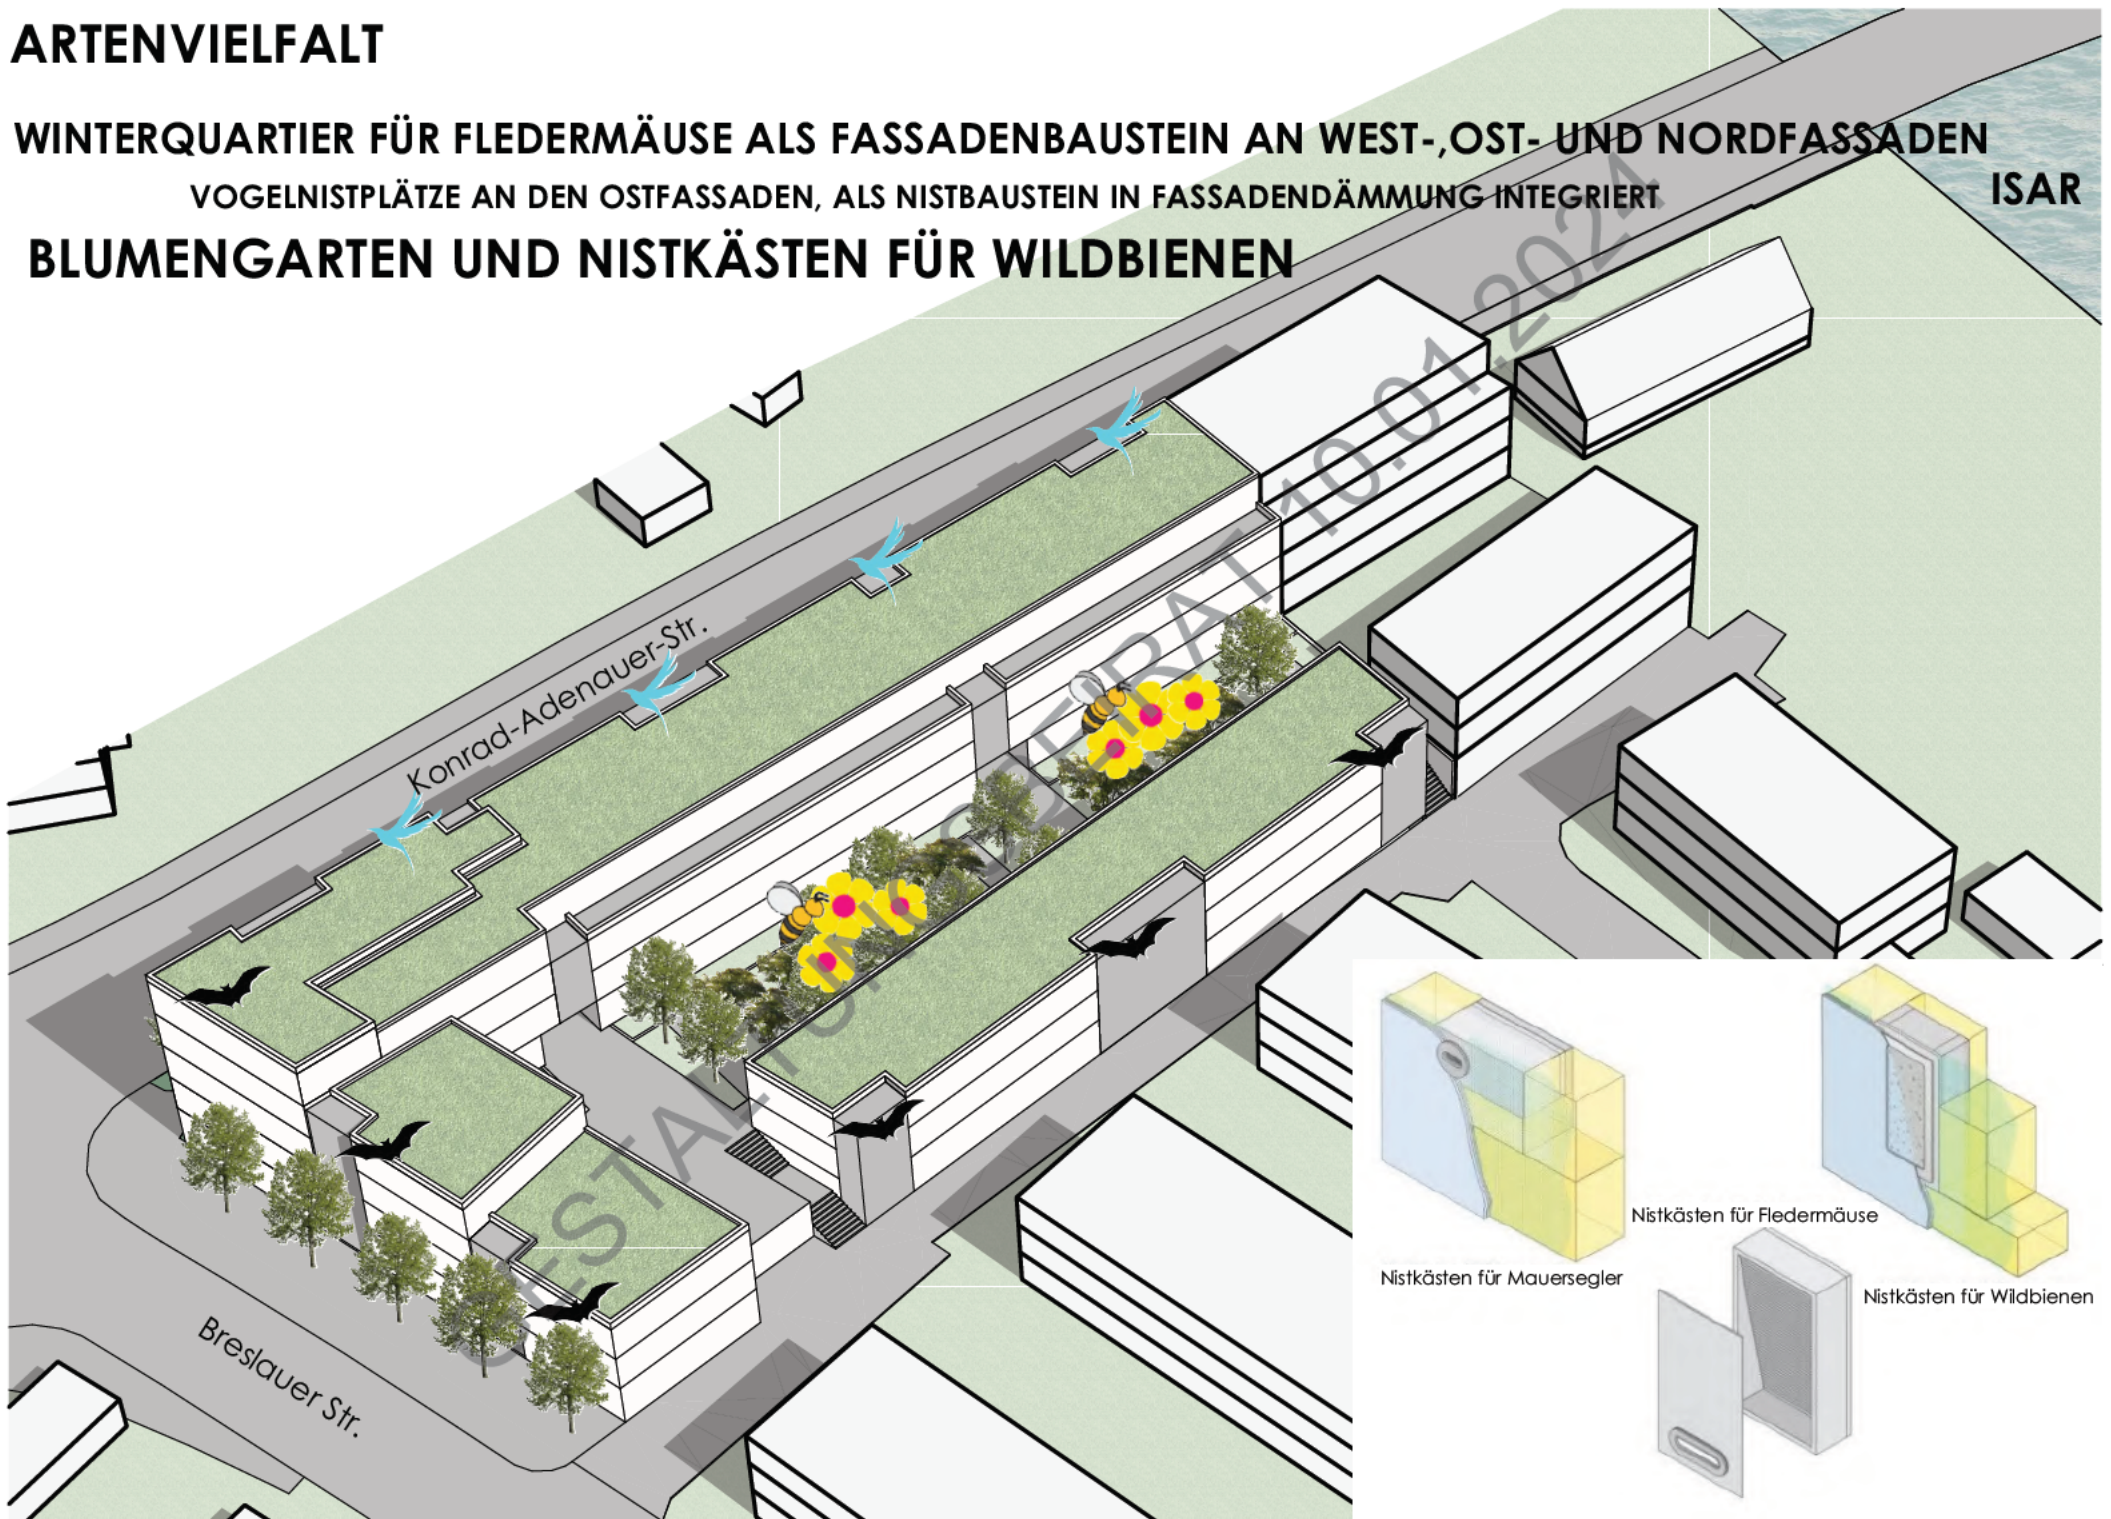 ARTENVIELFALT
WINTERQUARTIER FÜR FLEDERMÄUSE ALS FASSADENBAUSTEIN AN WEST-,OST- UND NORDFASSADEN
VOGELNISTPLÄTZE AN DEN OSTFASSADEN, ALS NISTBAUSTEIN IN FASSADENDÄMMUNG INTEGRIERT
ISAR
BLUMENGARTEN UND NISTKÄSTEN FÜR WILDBIENEN
Konrad-Adenauer-Str.
GESTALTUNGSBEIRAT 10.01.2024
Breslauer Str.
Nistkästen für Fledermäuse
Nistkästen für Mauersegler
Nistkästen für Wildbienen